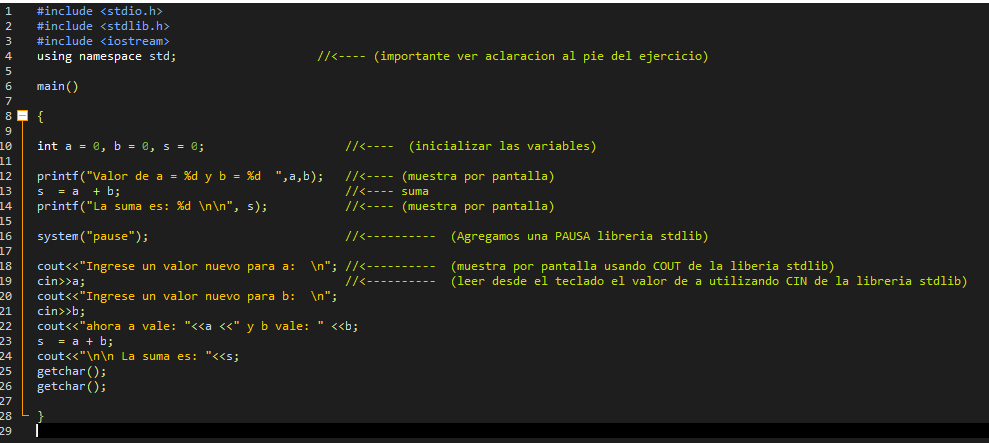 1 #include <stdio.h>
2 #include <stdlib.h>
3 #include <iostream>
4 using namespace std; //<---- (importante ver aclaracion al pie del ejercicio)
5
6 main()
7
8 {
9
10 int a = 0, b = 0, s = 0; //<---- (inicializar las variables)
11
12 printf("Valor de a = %d y b = %d  ",a,b); //<---- (muestra por pantalla)
13 s  = a  + b; //<---- suma
14 printf("La suma es: %d \n\n", s); //<---- (muestra por pantalla)
15
16 system("pause"); //<---------- (Agregamos una PAUSA libreria stdlib)
17
18 cout<<"Ingrese un valor nuevo para a:  \n"; //<---------- (muestra por pantalla usando COUT de la liberia stdlib)
19 cin>>a; //<---------- (leer desde el teclado el valor de a utilizando CIN de la libreria stdlib)
20 cout<<"Ingrese un valor nuevo para b:  \n";
21 cin>>b;
22 cout<<"ahora a vale: "<<a <<" y b vale: " <<b;
23 s  = a + b;
24 cout<<"\n\n La suma es: "<<s;
25 getchar();
26 getchar();
27
28 }
29